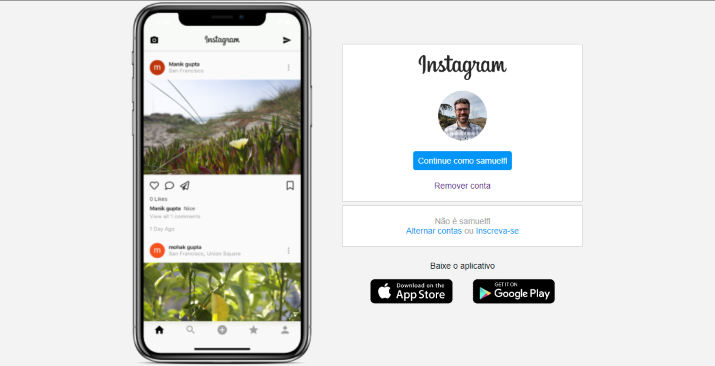 Instagram
m
Manik gupta
San Francisco
0 Likes
Manik gupta Nice
View all 1 comments
1 Day Ago
m
mohak gupta
San Francisco, Union Square
Instagram
Continue como samuelfl
Remover conta
Não é samuelfl
Alternar contas ou Inscreva-se
Baixe o aplicativo
Download on the
App Store
GET IT ON
Google Play